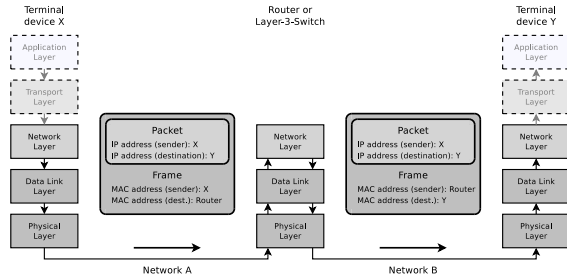 Terminal
device X
Router or
Layer-3-Switch
Terminal
device Y
Application
Layer
Transport
Layer
Network
Layer
Data Link
Layer
Physical
Layer
Packet
IP address (sender): X
IP address (destination): Y
Frame
MAC address (sender): X
MAC address (dest.): Router
Network A
Network
Layer
Data Link
Layer
Physical
Layer
Packet
IP address (sender): X
IP address (destination): Y
Frame
MAC address (sender): Router
MAC address (dest.): Y
Network B
Application
Layer
Transport
Layer
Network
Layer
Data Link
Layer
Physical
Layer